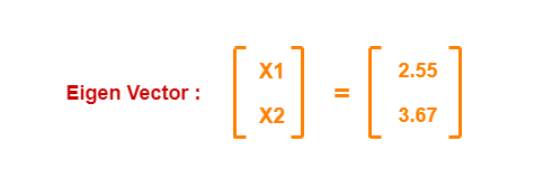 X1 2.55
Eigen Vector : =
X2 3.67